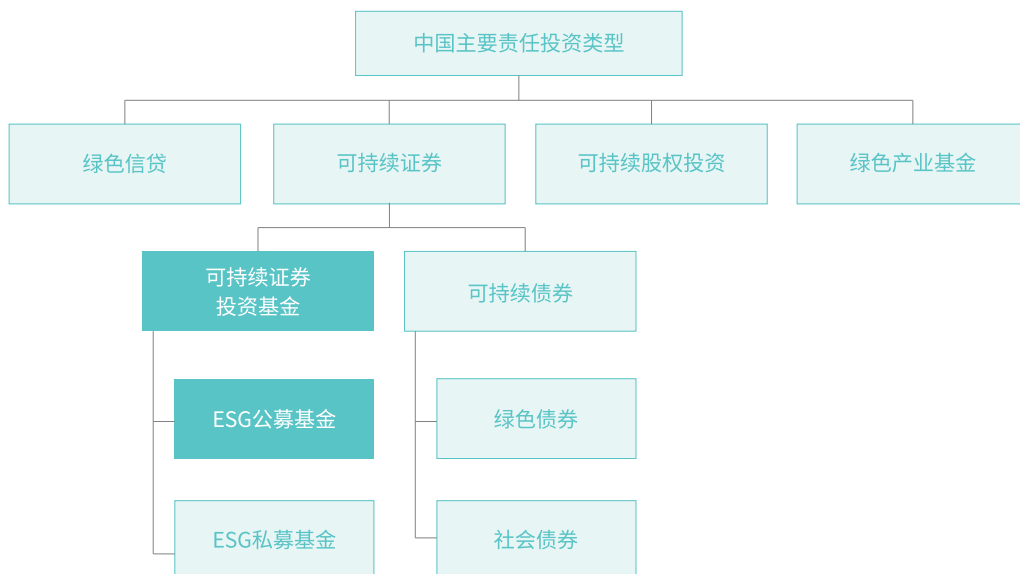 中国主要责任投资类型
绿色信贷
可持续证券
可持续股权投资
绿色产业基金
可持续证券
投资基金
可持续债券
ESG公募基金
绿色债券
ESG私募基金
社会债券